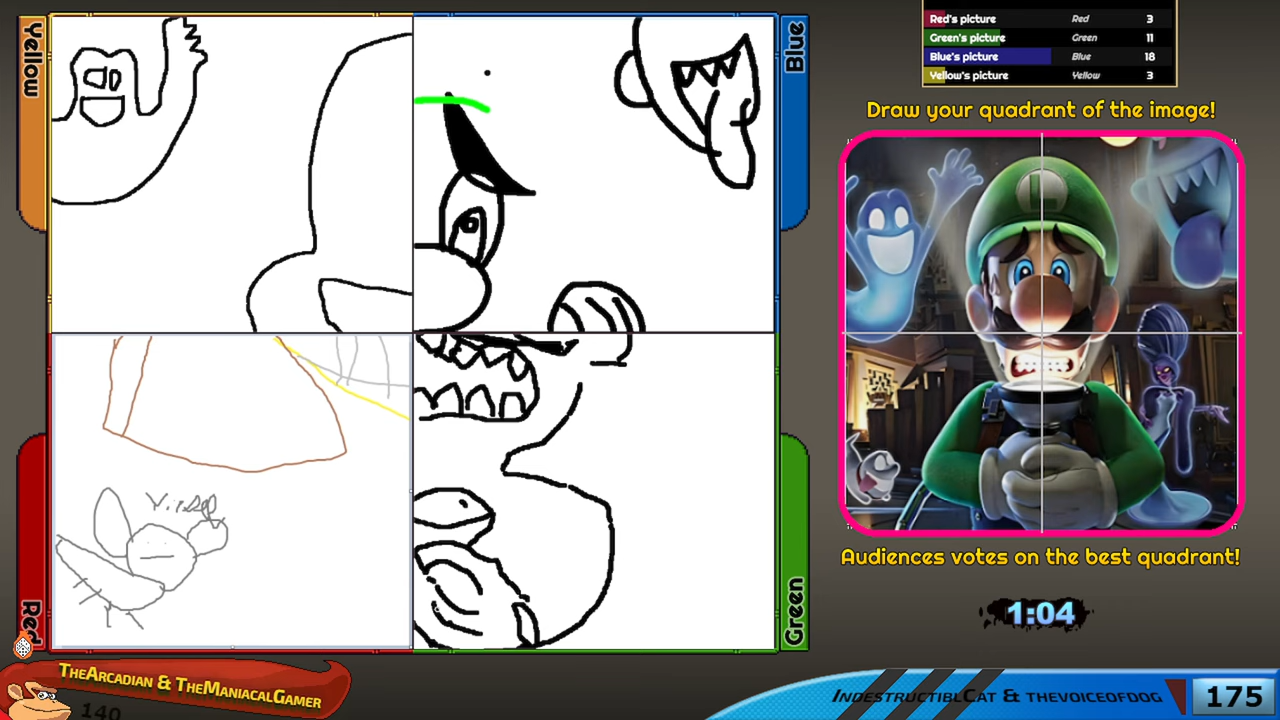 Yellow
Blue
Red
Green
Red's picture Red 3
Green's picture Green 11
Blue's picture Blue 18
Yellow's picture Yellow 3
Draw your quadrant of the image!
Audiences votes on the best quadrant!
1:04
TheArcadian & TheManiacalGamer
140
IndestructiblCat & thevoiceofdog
175